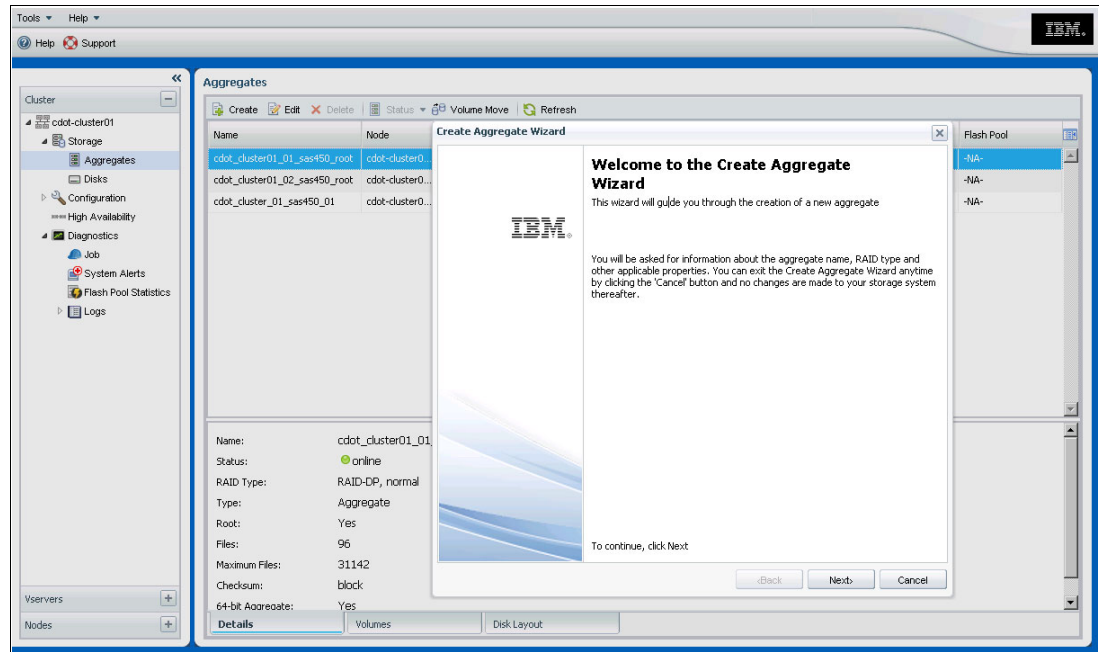 Tools Help
IBM.
Help Support
«
Cluster
cdot-cluster01
Storage
Aggregates
Disks
Configuration
High Availability
Diagnostics
Job
System Alerts
Flash Pool Statistics
Logs
Vservers
Nodes
Aggregates
Create Edit Delete Status Volume Move Refresh
Name Node Flash Pool
cdot_cluster01_01_sas450_root cdot-cluster0... -NA-
cdot_cluster01_02_sas450_root cdot-cluster0... -NA-
cdot_cluster_01_sas450_01 cdot-cluster0... -NA-
Create Aggregate Wizard
IBM.
Welcome to the Create Aggregate
Wizard
This wizard will guide you through the creation of a new aggregate
You will be asked for information about the aggregate name, RAID type and
other applicable properties. You can exit the Create Aggregate Wizard anytime
by clicking the 'Cancel' button and no changes are made to your storage system
thereafter.
To continue, click Next
<Back Next> Cancel
Name: cdot_cluster01_01_
Status: online
RAID Type: RAID-DP, normal
Type: Aggregate
Root: Yes
Files: 96
Maximum Files: 31142
Checksum: block
64-bit Aggregate: Yes
Details Volumes Disk Layout